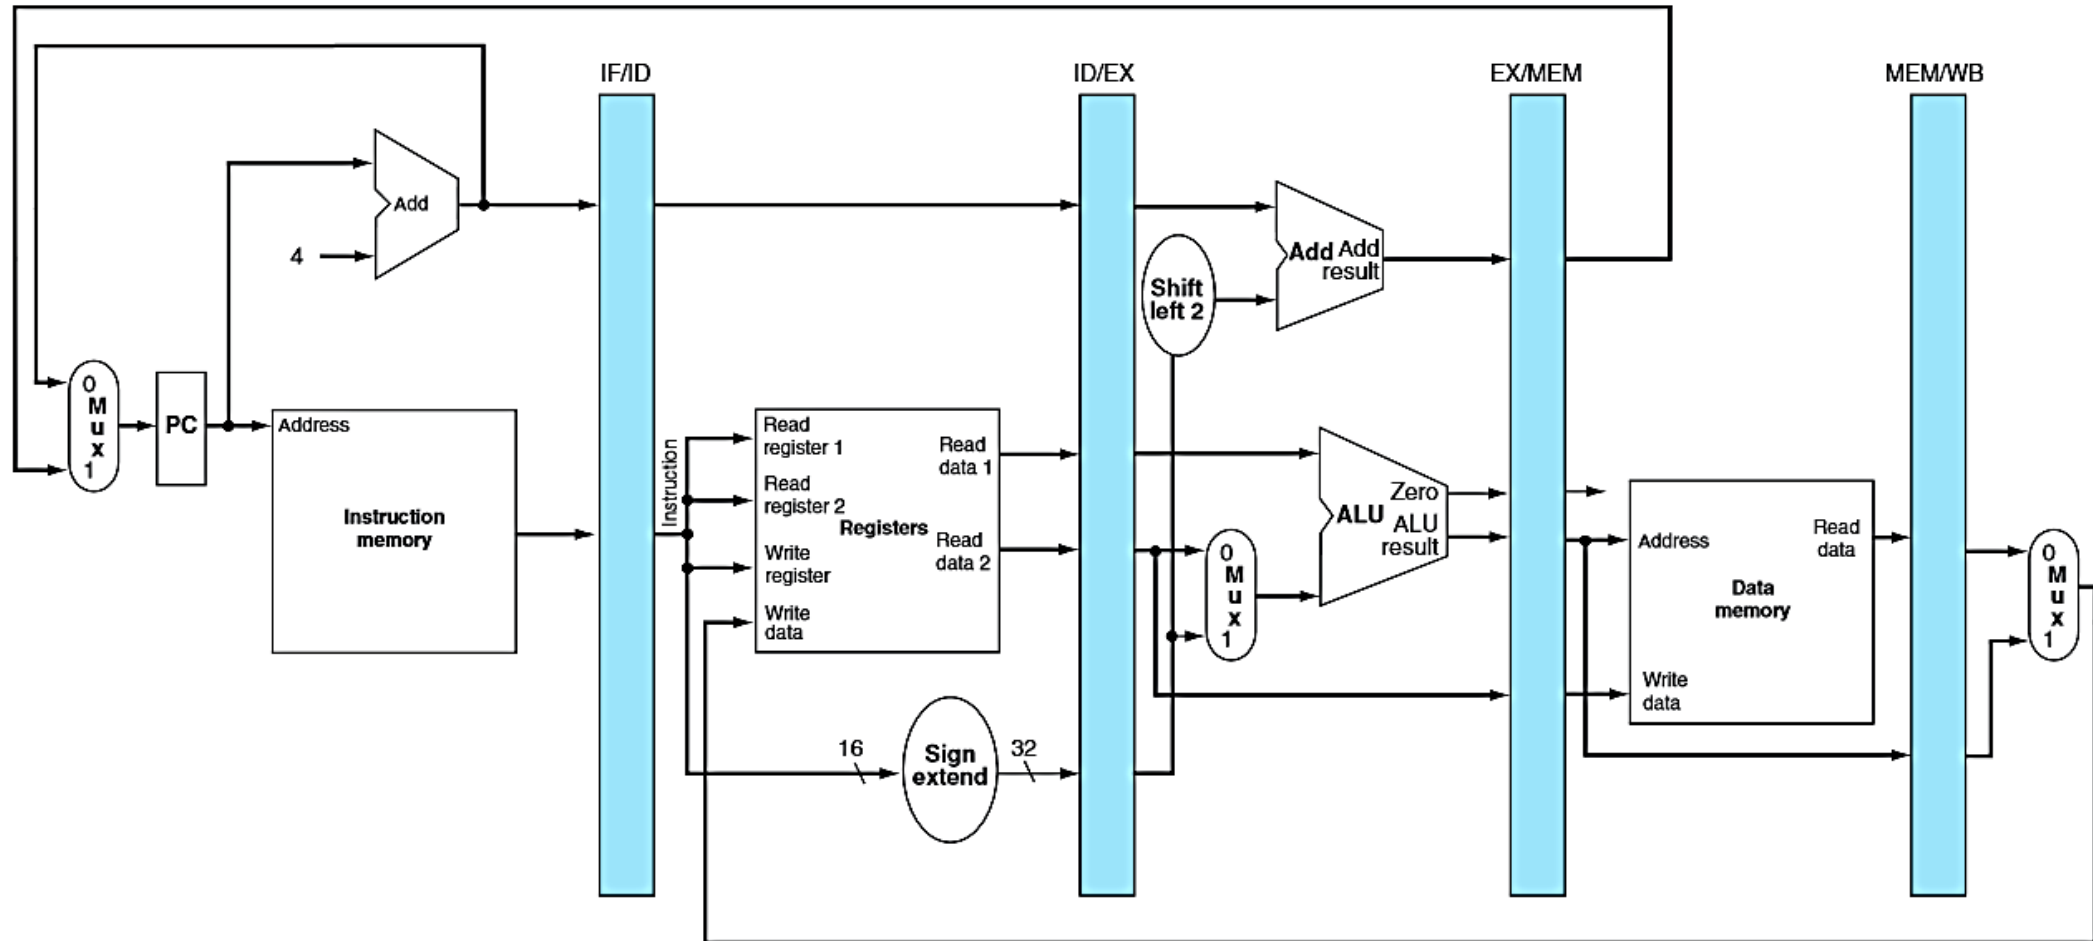 IF/ID
ID/EX
EX/MEM
MEM/WB
Add
4
Add Add
result
Shift
left 2
0
M
u
x
1
PC
Address
Instruction
memory
Instruction
Read
register 1
Read
register 2
Write
register
Write
data
Registers
Read
data 1
Read
data 2
16
Sign
extend
32
0
M
u
x
1
ALU
Zero
ALU
result
Address
Read
data
Data
memory
Write
data
0
M
u
x
1